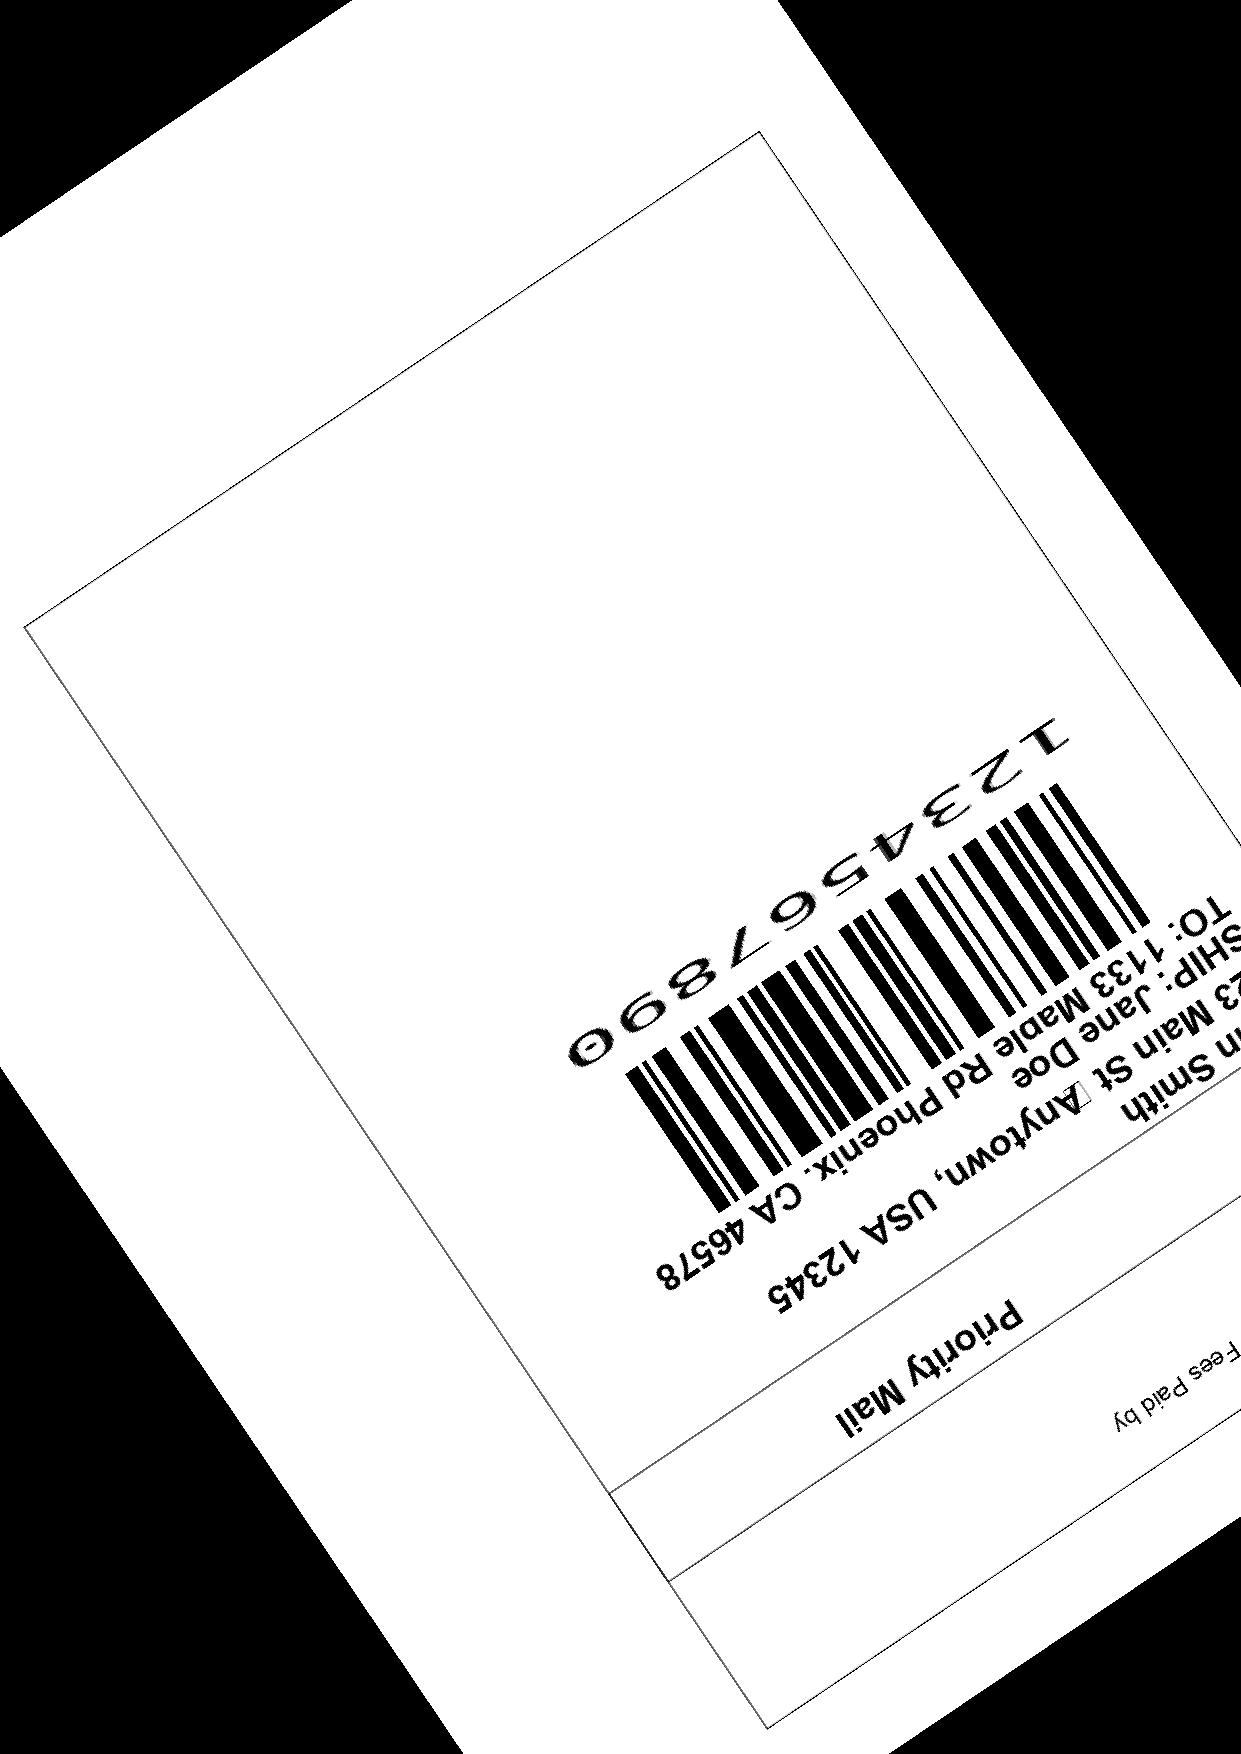 Fees Paid by
Priority Mail
Smith
23 Main St Anytown, USA 12345
SHIP: Jane Doe
TO: 1133 Maple Rd Phoenix, CA 46578
1234567890